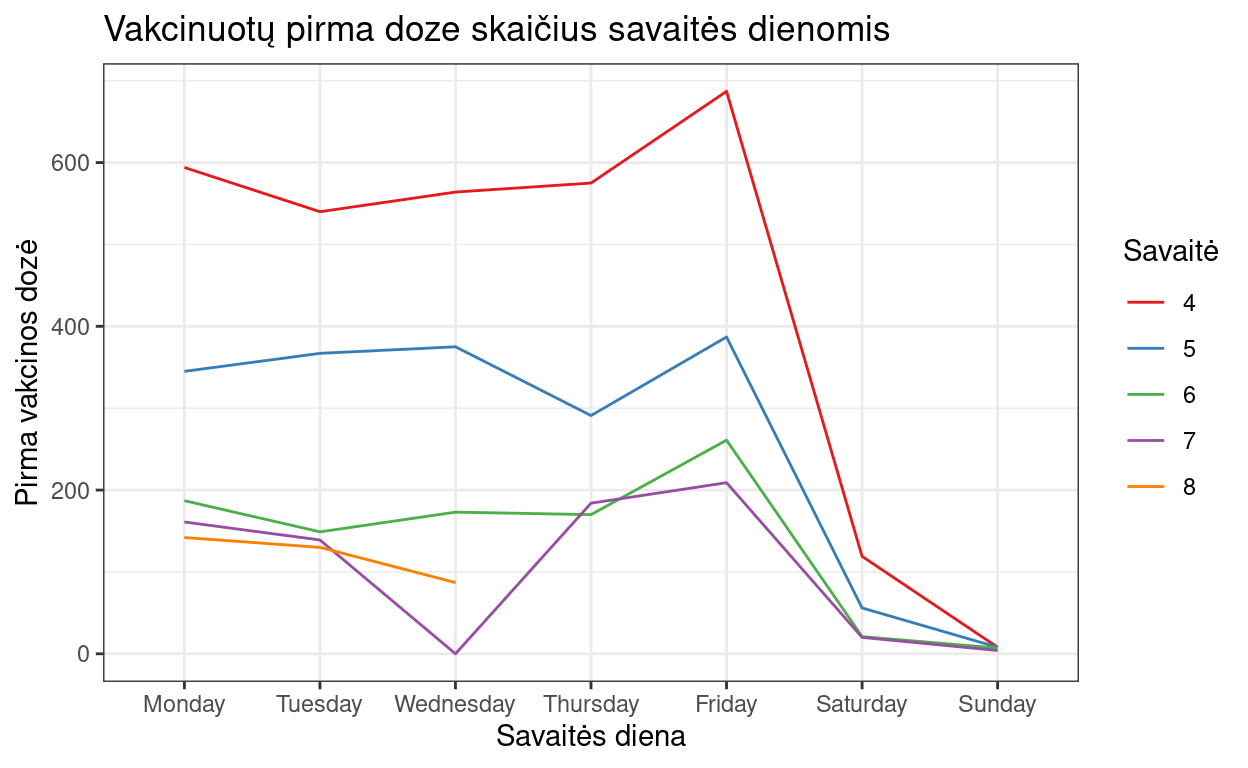 Vakcinuotų pirma doze skaičius savaitės dienomis
Pirma vakcinos dozė
600
400
200
0
Monday Tuesday Wednesday Thursday Friday Saturday Sunday
Savaitės diena
Savaitė
4
5
6
7
8